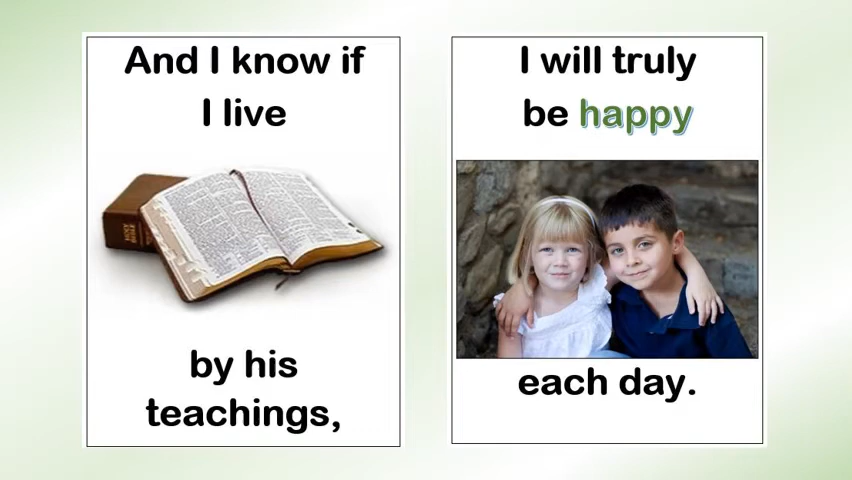 And I know if
I live
by his
teachings,
I will truly
be happy
each day.